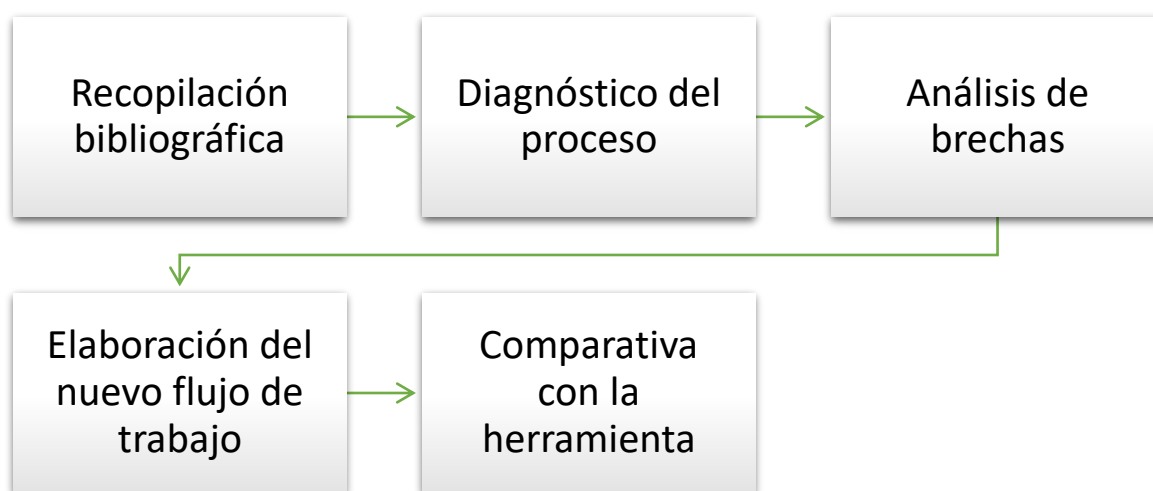 Recopilación
bibliográfica
Diagnóstico del
proceso
Análisis de
brechas
Elaboración del
nuevo flujo de
trabajo
Comparativa
con la
herramienta